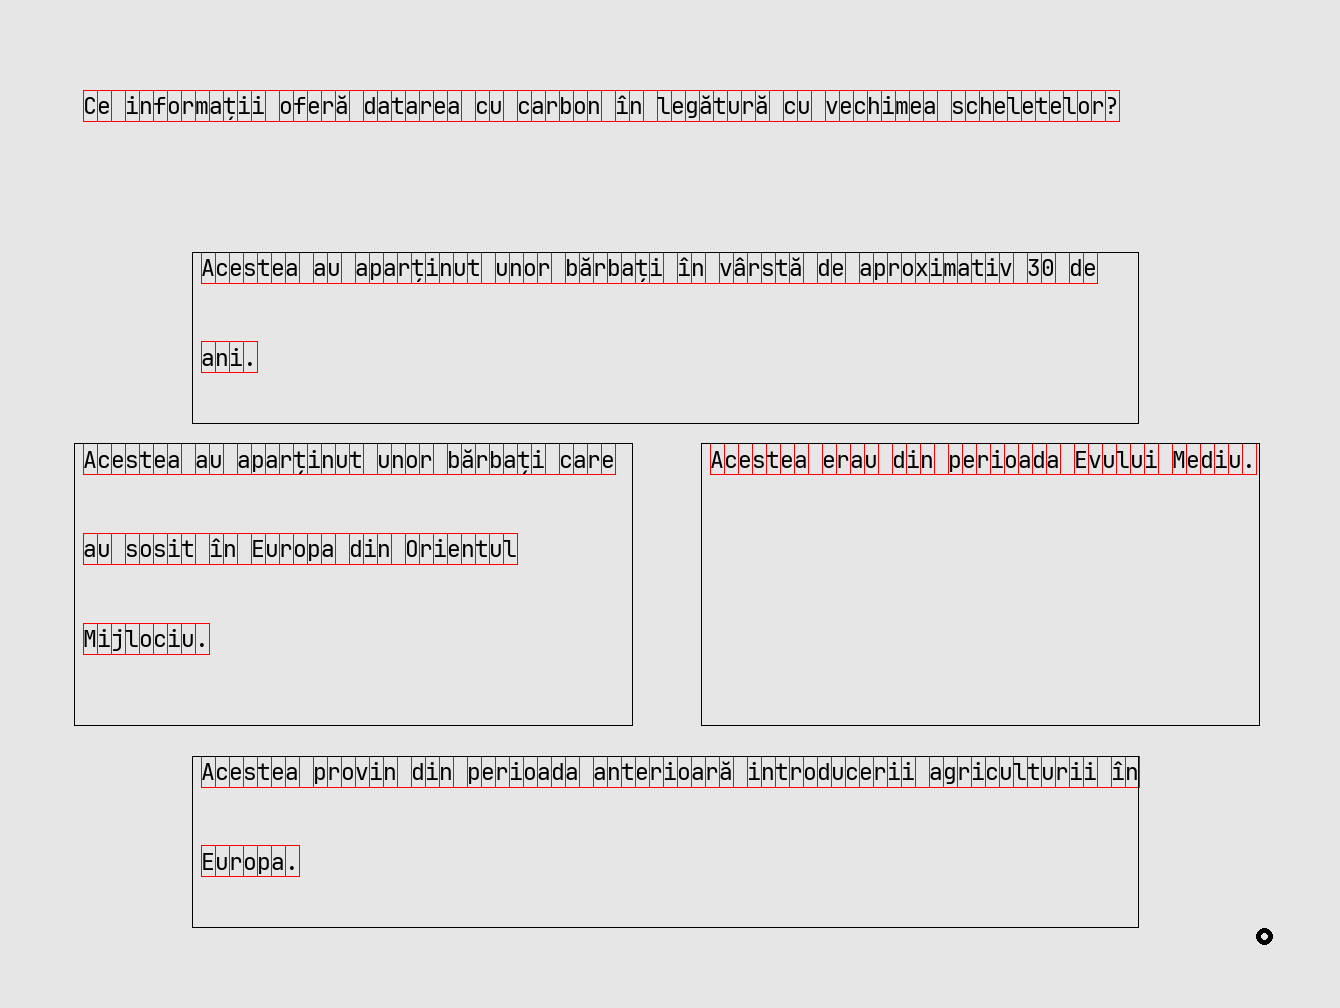 Ce informații oferă datarea cu carbon în legătură cu vechimea scheletelor?
Acestea au aparținut unor bărbați în vârstă de aproximativ 30 de
ani.
Acestea au aparținut unor bărbați care
au sosit în Europa din Orientul
Mijlociu.
Acestea erau din perioada Evului Mediu.
Acestea provin din perioada anterioară introducerii agriculturii în
Europa.